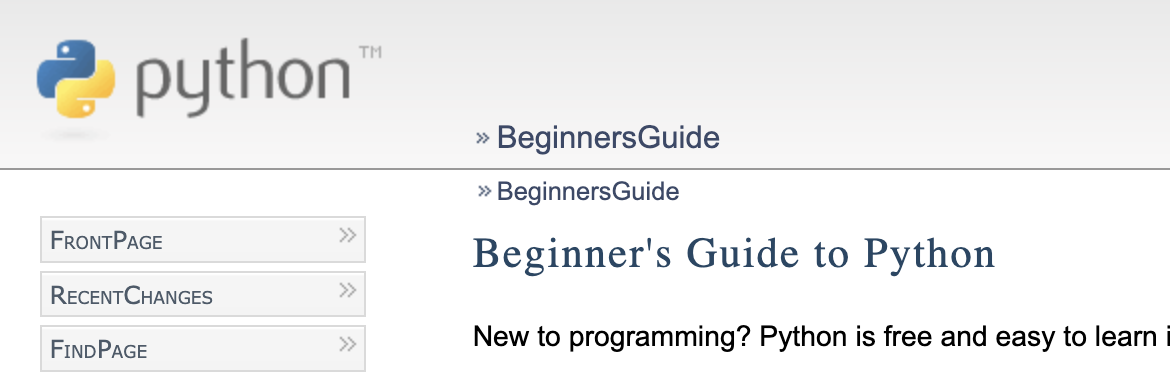 python™
» BeginnersGuide
» BeginnersGuide
FrontPage »
RecentChanges »
FindPage »
Beginner's Guide to Python
New to programming? Python is free and easy to learn